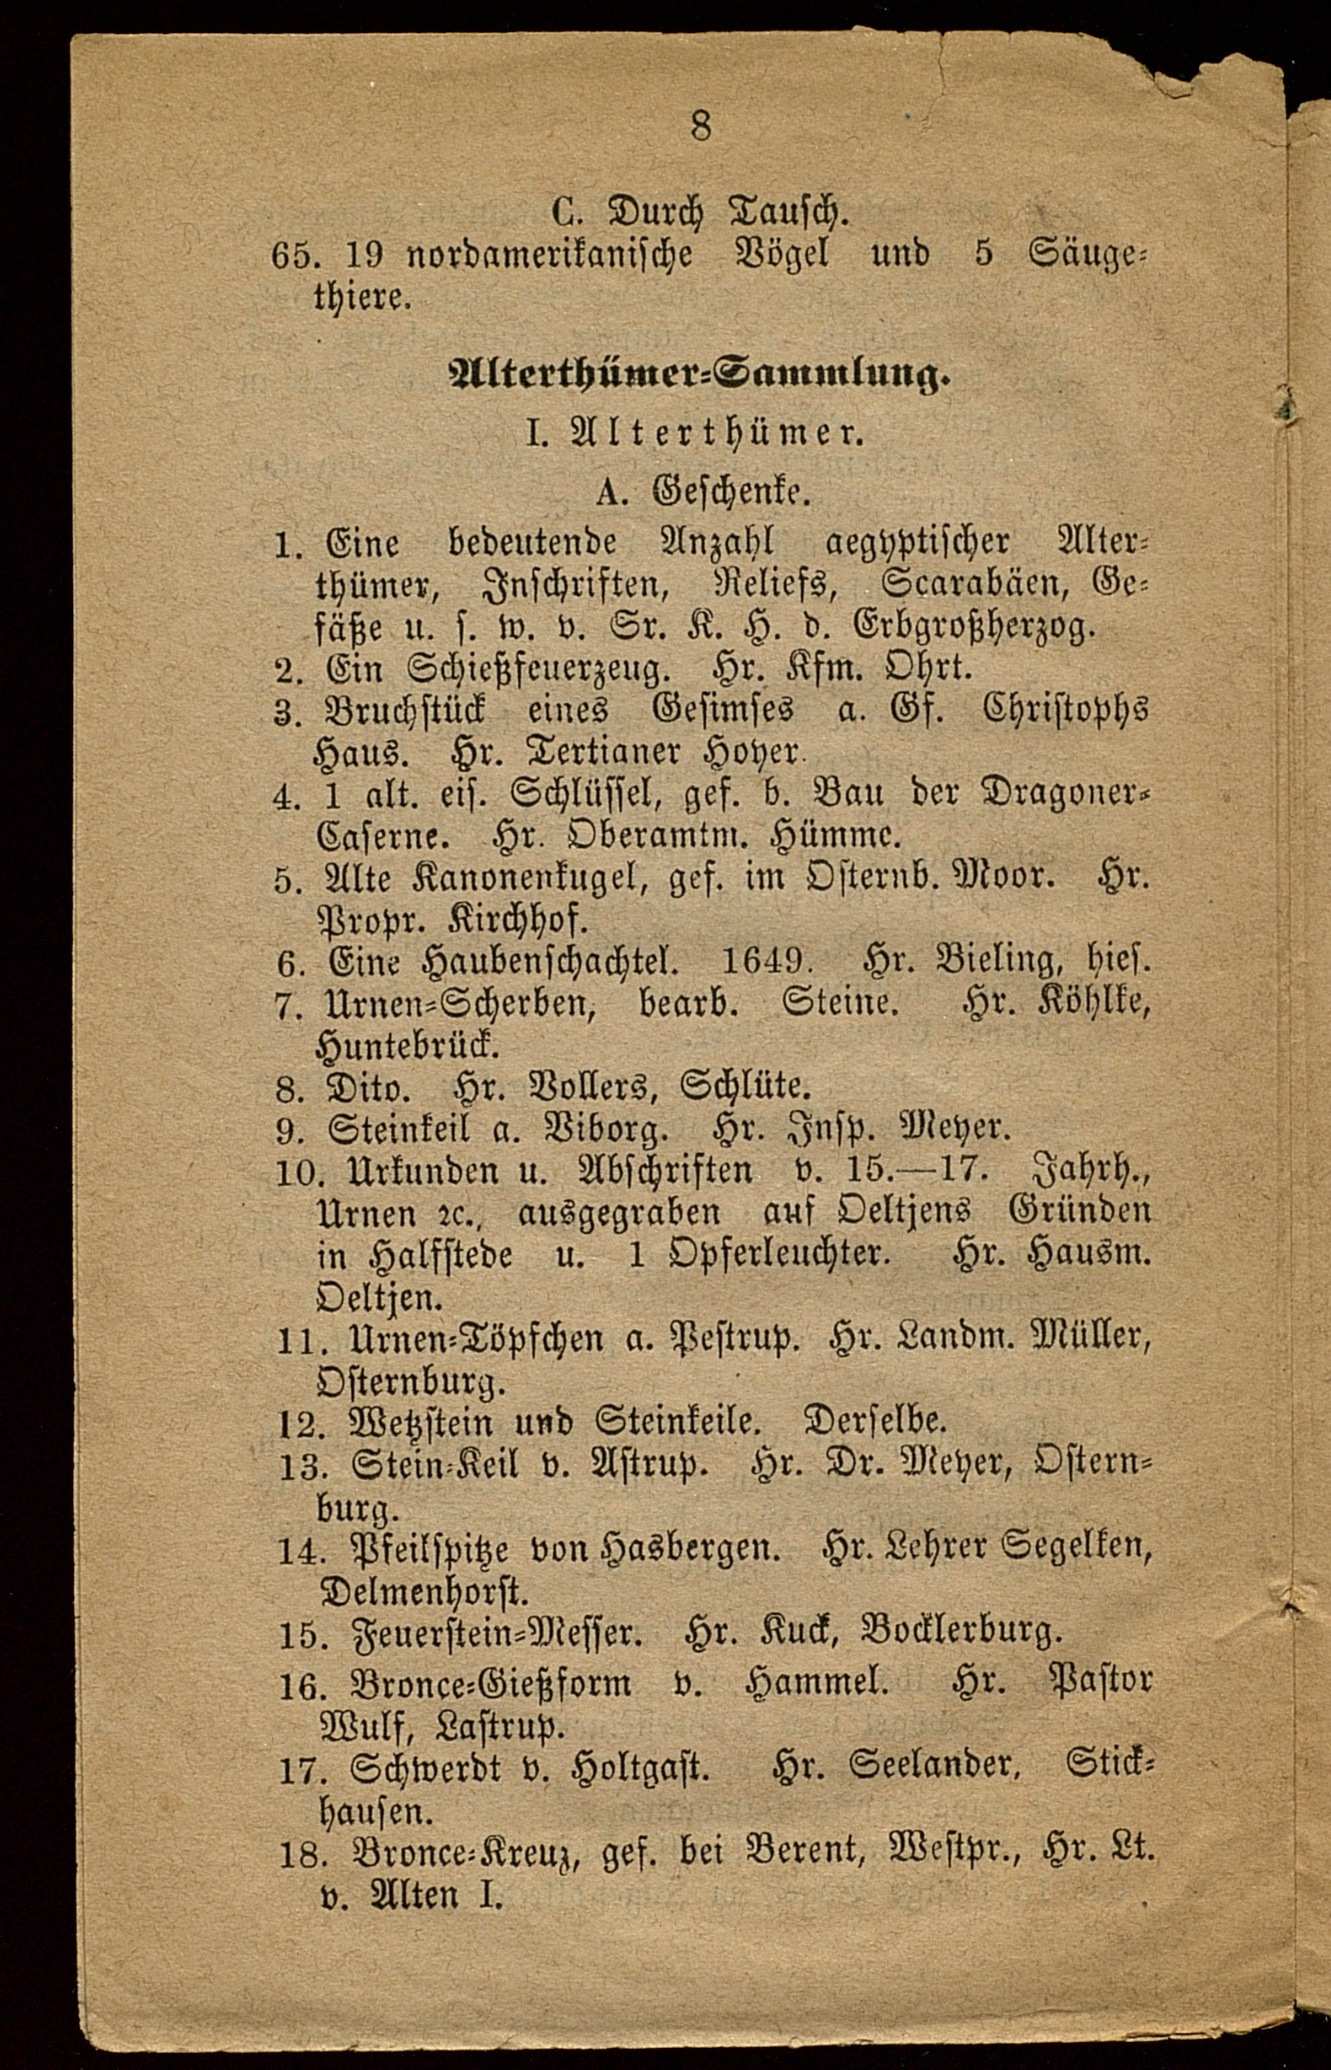 8
C. Durch Tausch.
65. 19 nordamerikanische Vögel und 5 Säuge-
thiere.
Alterthümer-Sammlung.
I. Alterthümer.
A. Geschenke.
1. Eine bedeutende Anzahl aegyptischer Alter-
thümer, Inschriften, Reliefs, Scarabäen, Ge-
fäße u. s. w. v. Sr. K. H. d. Erbgroßherzog.
2. Ein Schießfeuerzeug. Hr. Kfm. Ohrt.
3. Bruchstück eines Gesimses a. Gf. Christophs
Haus. Hr. Tertianer Hoyer.
4. 1 alt. eis. Schlüssel, gef. b. Bau der Dragoner-
Caserne. Hr. Oberamtm. Hümme.
5. Alte Kanonenkugel, gef. im Osternb. Moor. Hr.
Propr. Kirchhof.
6. Eine Haubenschachtel. 1649. Hr. Bieling, hies.
7. Urnen-Scherben, bearb. Steine. Hr. Köhlke,
Huntebrück.
8. Dito. Hr. Vollers, Schlüte.
9. Steinkeil a. Viborg. Hr. Insp. Meyer.
10. Urkunden u. Abschriften v. 15.—17. Jahrh.,
Urnen ꝛc., ausgegraben auf Oeltjens Gründen
in Halfstede u. 1 Opferleuchter. Hr. Hausm.
Oeltjen.
11. Urnen-Töpfchen a. Pestrup. Hr. Landm. Müller,
Osternburg.
12. Wetzstein und Steinkeile. Derselbe.
13. Stein-Keil v. Astrup. Hr. Dr. Meyer, Ostern-
burg.
14. Pfeilspitze von Hasbergen. Hr. Lehrer Segelken,
Delmenhorst.
15. Feuerstein-Messer. Hr. Kuck, Bocklerburg.
16. Bronce-Gießform v. Hammel. Hr. Pastor
Wulf, Lastrup.
17. Schwerdt v. Holtgast. Hr. Seelander, Stick-
hausen.
18. Bronce-Kreuz, gef. bei Berent, Westpr., Hr. Lt.
v. Alten I.